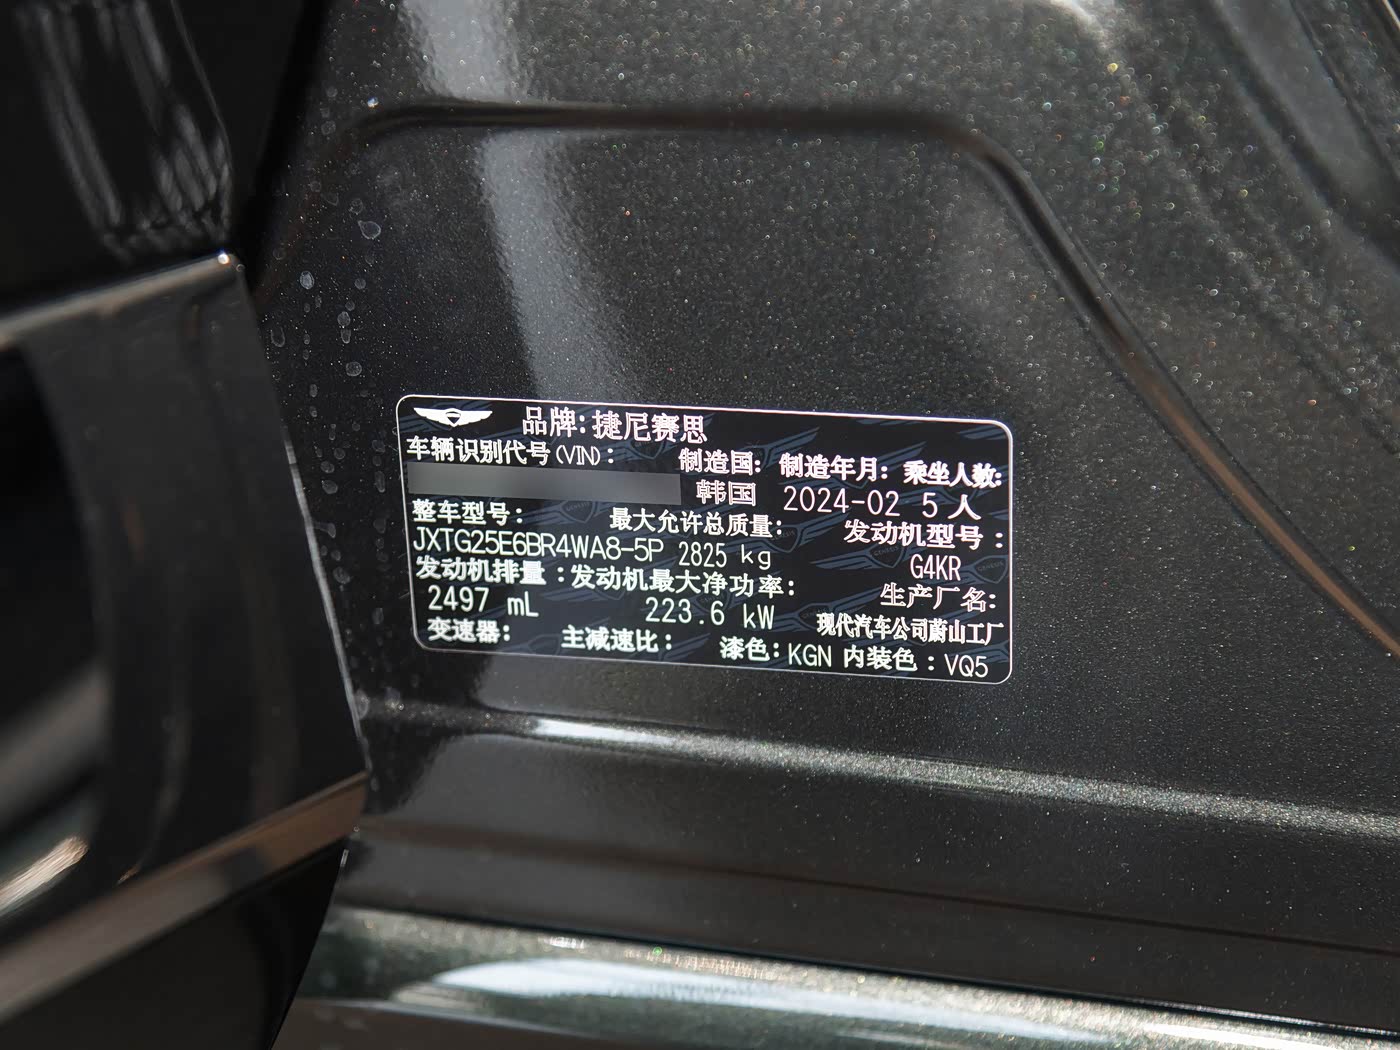 品牌: 捷尼赛思
车辆识别代号(VIN):
制造国: 制造年月: 乘坐人数:
韩国 2024-02 5 人
整车型号: 最大允许总质量: 发动机型号:
JXTG25E6BR4WA8-5P 2825 kg G4KR
发动机排量: 发动机最大净功率: 生产厂名:
2497 mL 223.6 kW 现代汽车公司蔚山工厂
变速器: 主减速比: 漆色: KGN 内装色: VQ5